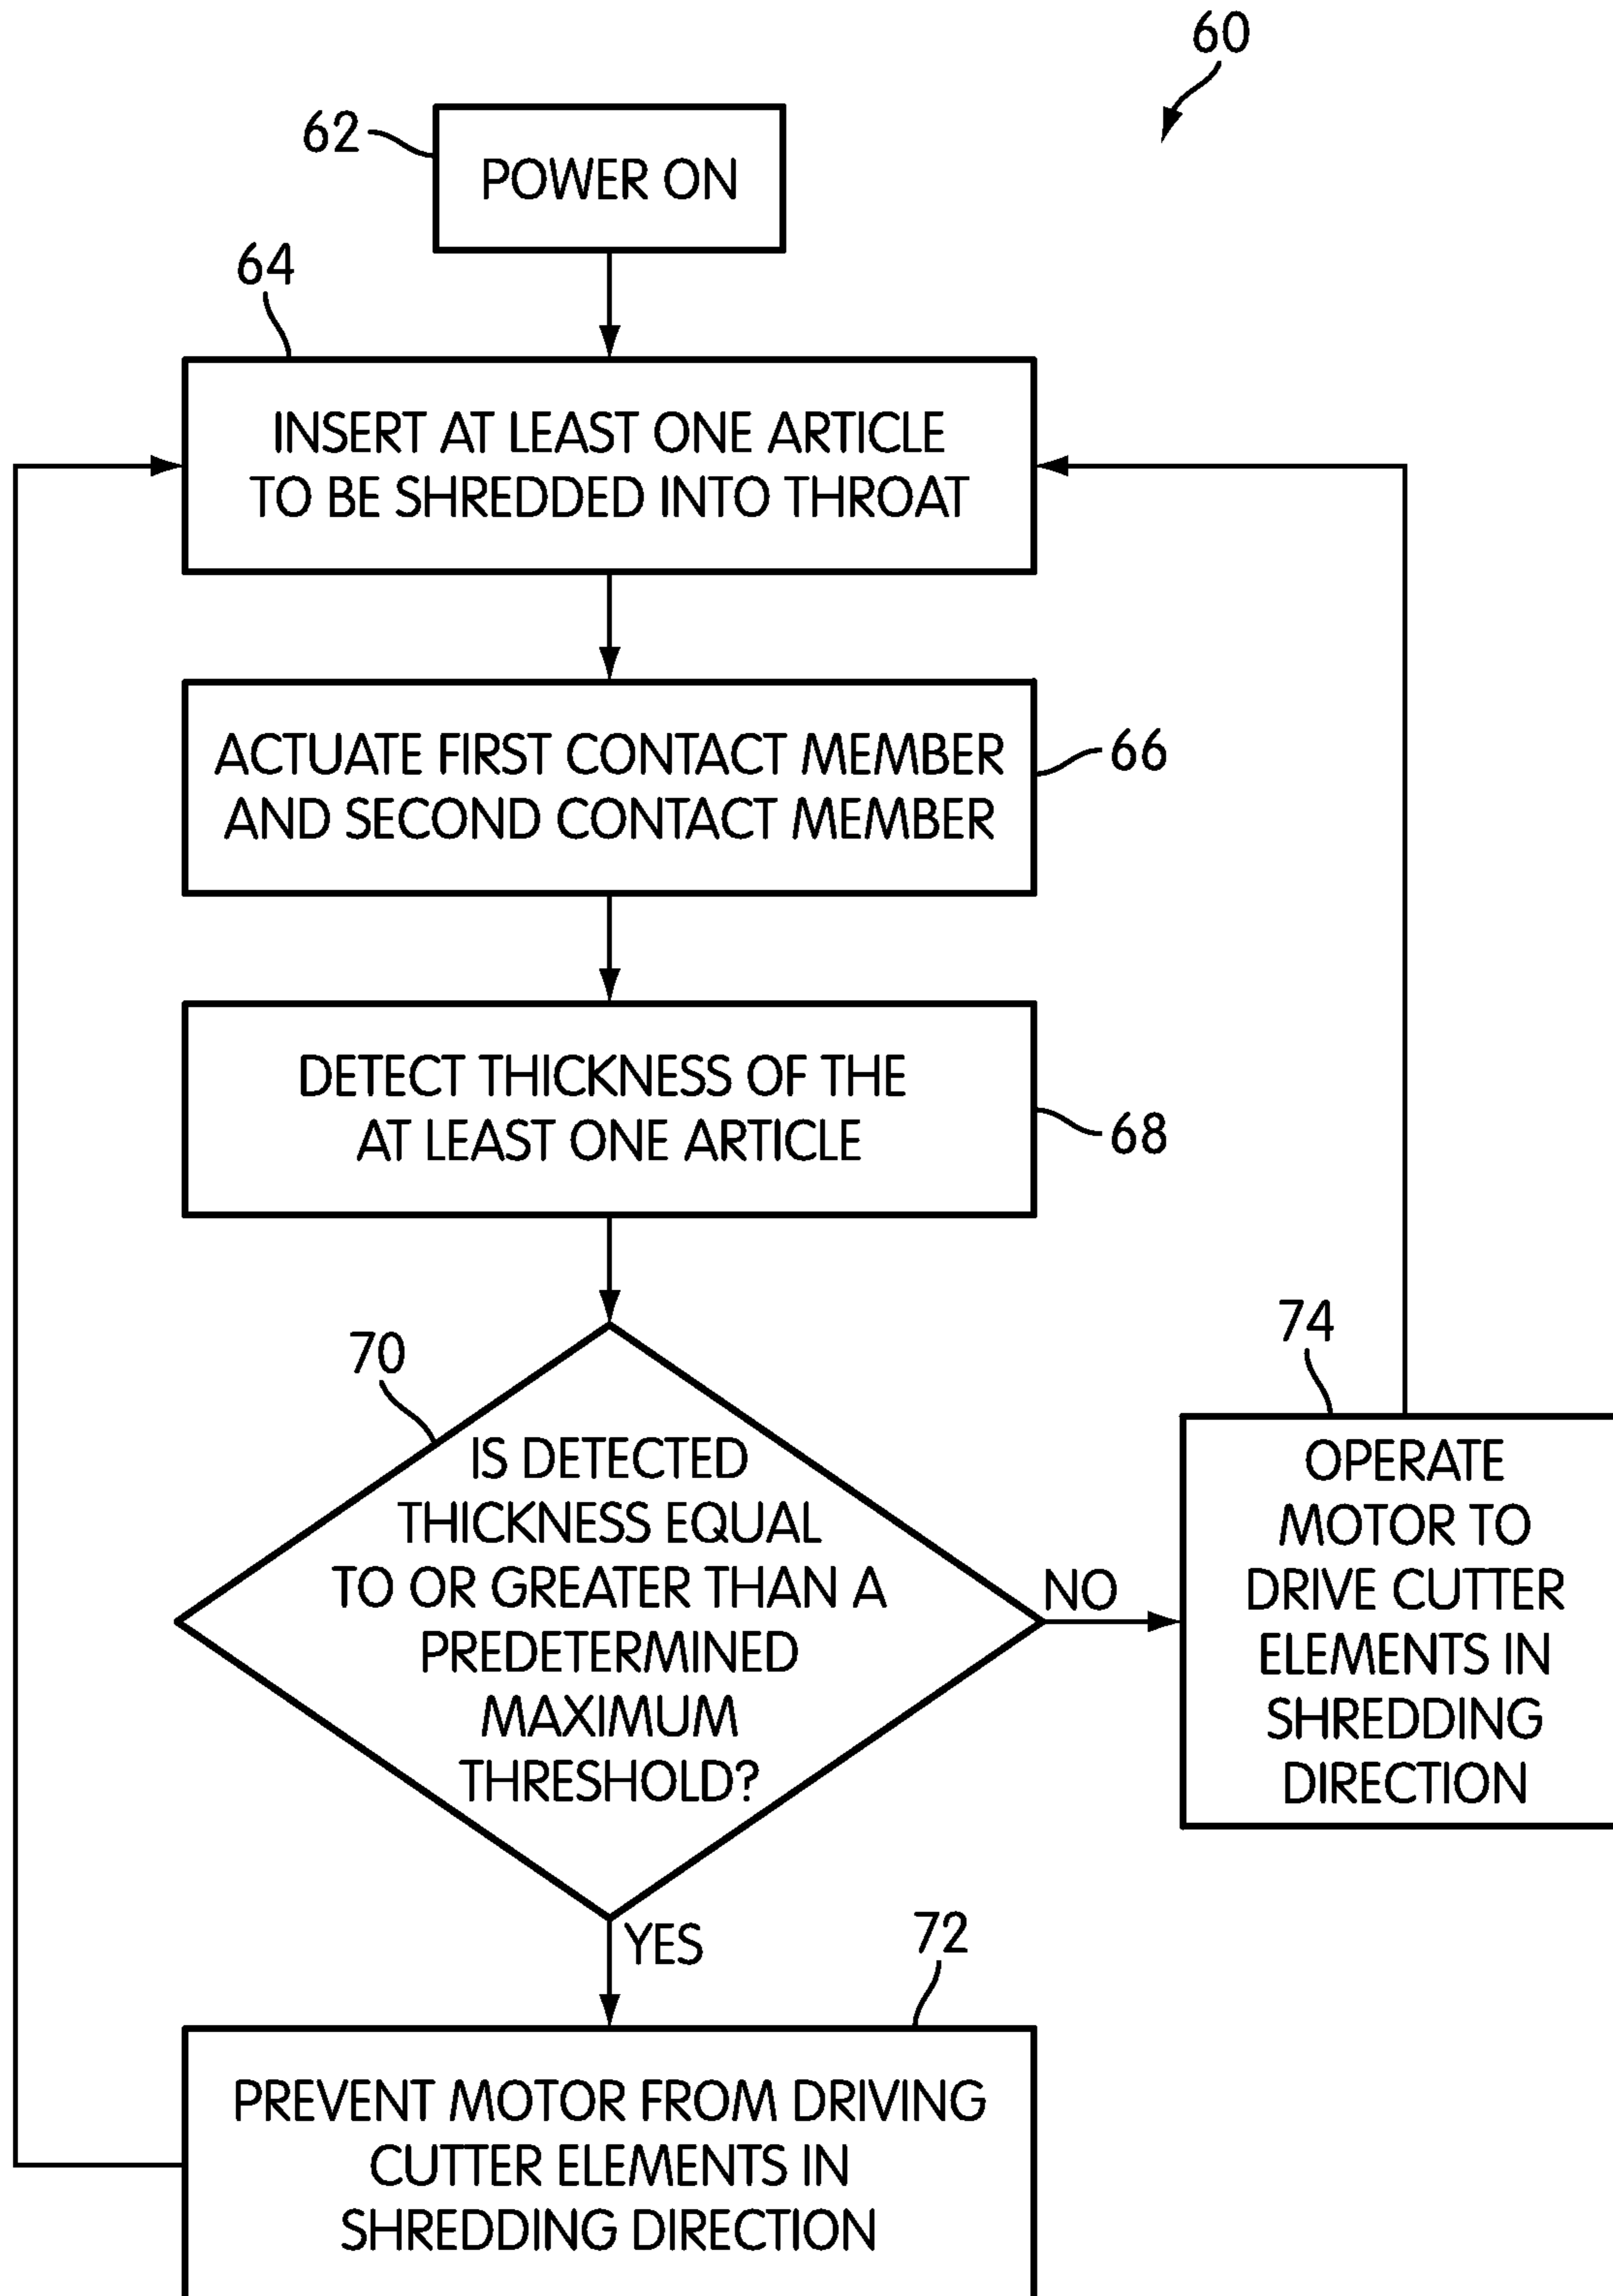 60
62
POWER ON
64
INSERT AT LEAST ONE ARTICLE
TO BE SHREDDED INTO THROAT
ACTUATE FIRST CONTACT MEMBER
AND SECOND CONTACT MEMBER
66
DETECT THICKNESS OF THE
AT LEAST ONE ARTICLE
68
70
IS DETECTED
THICKNESS EQUAL
TO OR GREATER THAN A
PREDETERMINED
MAXIMUM
THRESHOLD?
NO
74
OPERATE
MOTOR TO
DRIVE CUTTER
ELEMENTS IN
SHREDDING
DIRECTION
YES
72
PREVENT MOTOR FROM DRIVING
CUTTER ELEMENTS IN
SHREDDING DIRECTION